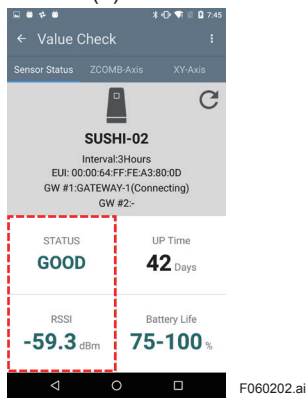 7:45
Value Check
Sensor Status ZCOMB-Axis XY-Axis
SUSHI-02
Interval:3Hours
EUI: 00:00:64:FF:FE:A3:80:0D
GW #1:GATEWAY-1(Connecting)
GW #2:-
STATUS UP Time
GOOD 42 Days
RSSI Battery Life
-59.3 dBm 75-100 %
F060202.ai